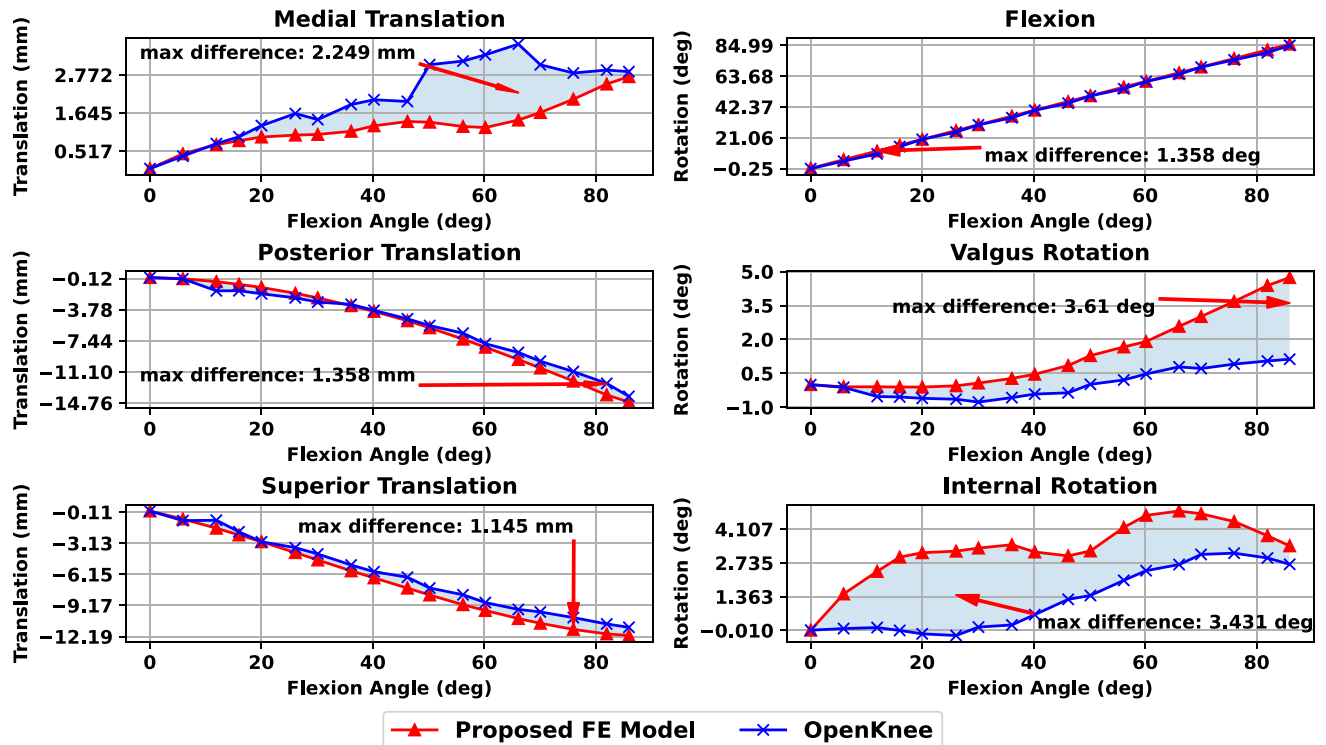 Medial Translation
Translation (mm)
2.772
1.645
0.517
max difference: 2.249 mm
0 20 40 60 80
Flexion Angle (deg)
Flexion
Rotation (deg)
84.99
63.68
42.37
21.06
−0.25
max difference: 1.358 deg
0 20 40 60 80
Flexion Angle (deg)
Posterior Translation
Translation (mm)
−0.12
−3.78
−7.44
−11.10
−14.76
max difference: 1.358 mm
0 20 40 60 80
Flexion Angle (deg)
Valgus Rotation
Rotation (deg)
5.0
3.5
2.0
0.5
−1.0
max difference: 3.61 deg
0 20 40 60 80
Flexion Angle (deg)
Superior Translation
Translation (mm)
−0.11
−3.13
−6.15
−9.17
−12.19
max difference: 1.145 mm
0 20 40 60 80
Flexion Angle (deg)
Internal Rotation
Rotation (deg)
4.107
2.735
1.363
−0.010
max difference: 3.431 deg
0 20 40 60 80
Flexion Angle (deg)
Proposed FE Model OpenKnee